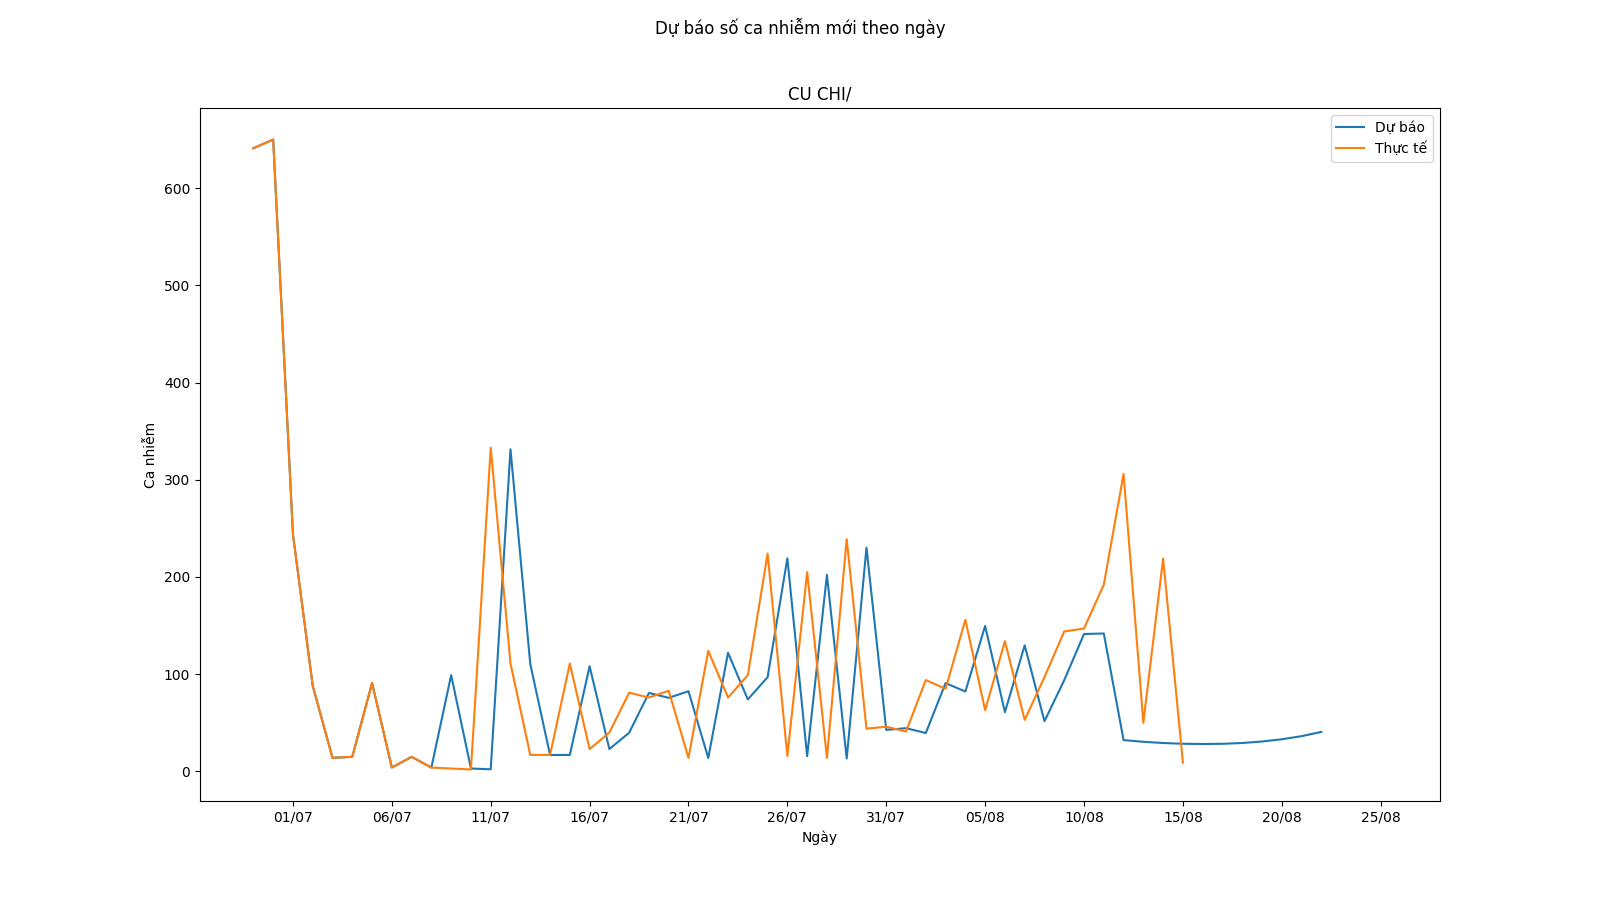 Dự báo số ca nhiễm mới theo ngày
CU CHI/
Dự báo
Thực tế
600
500
400
300
200
100
0
Ca nhiễm
01/07 06/07 11/07 16/07 21/07 26/07 31/07 05/08 10/08 15/08 20/08 25/08
Ngày